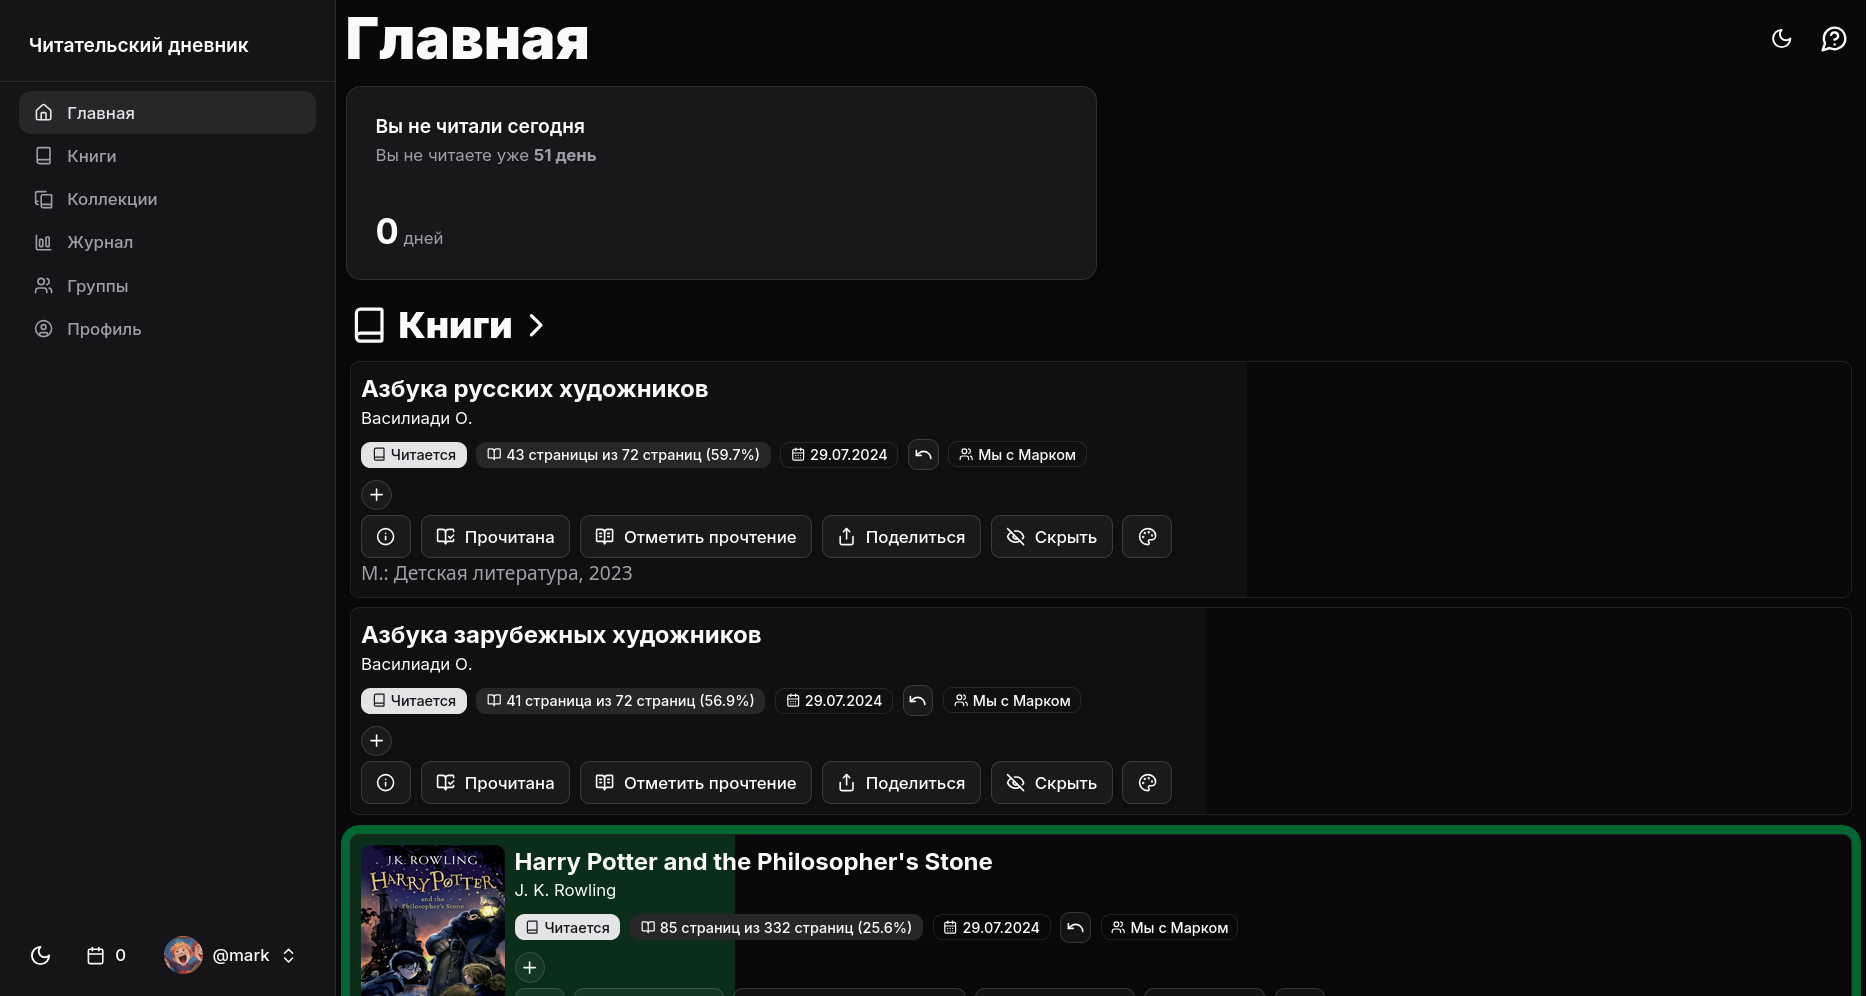 Читательский дневник
Главная
Книги
Коллекции
Журнал
Группы
Профиль
0
@mark
Главная
Вы не читали сегодня
Вы не читаете уже 51 день
0 дней
Книги
Азбука русских художников
Василиади О.
Читается 43 страницы из 72 страниц (59.7%) 29.07.2024 Мы с Марком
Прочитана Отметить прочтение Поделиться Скрыть
М.: Детская литература, 2023
Азбука зарубежных художников
Василиади О.
Читается 41 страница из 72 страниц (56.9%) 29.07.2024 Мы с Марком
Прочитана Отметить прочтение Поделиться Скрыть
J.K. ROWLING
HARRY POTTER
and the
Philosopher's Stone
Harry Potter and the Philosopher's Stone
J. K. Rowling
Читается 85 страниц из 332 страниц (25.6%) 29.07.2024 Мы с Марком